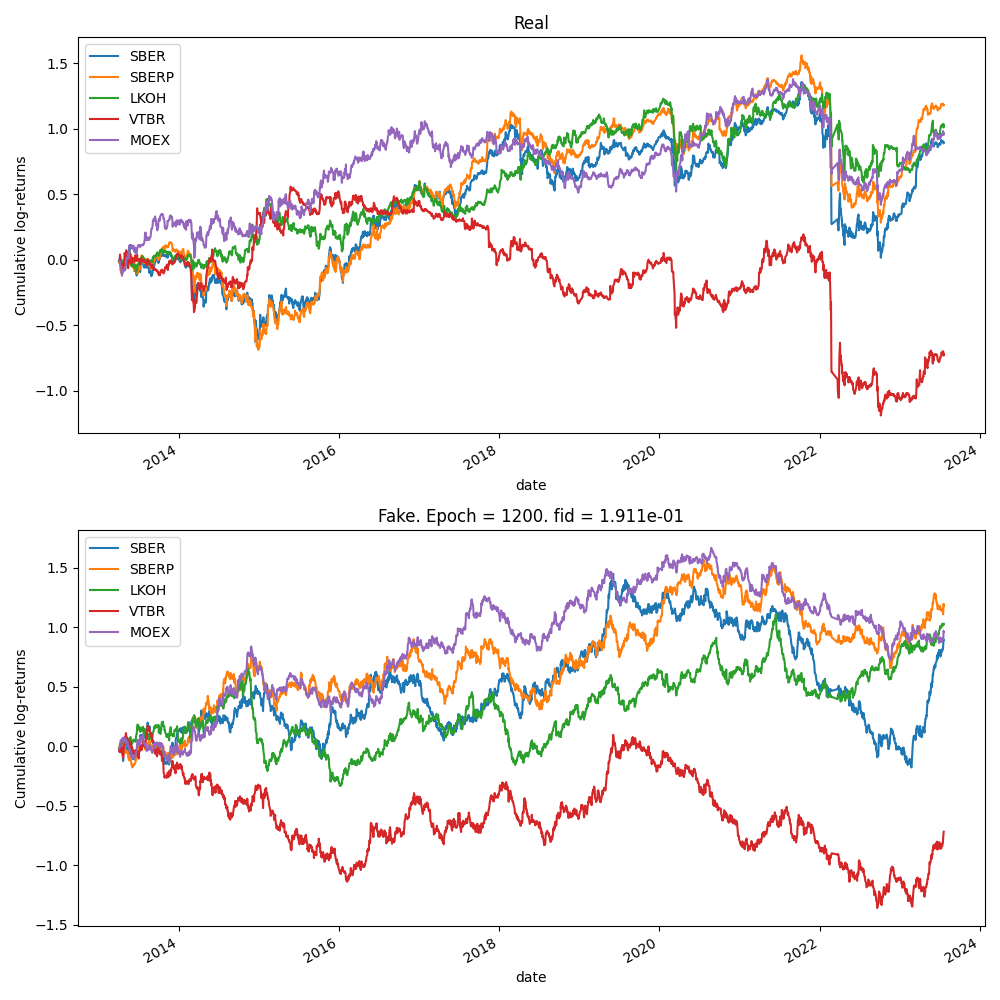 Real
SBER
SBERP
LKOH
VTBR
MOEX
Cumulative log-returns
1.5
1.0
0.5
0.0
−0.5
−1.0
2014
2016
2018
2020
2022
2024
date
Fake. Epoch = 1200. fid = 1.911e-01
SBER
SBERP
LKOH
VTBR
MOEX
Cumulative log-returns
1.5
1.0
0.5
0.0
−0.5
−1.0
−1.5
2014
2016
2018
2020
2022
2024
date